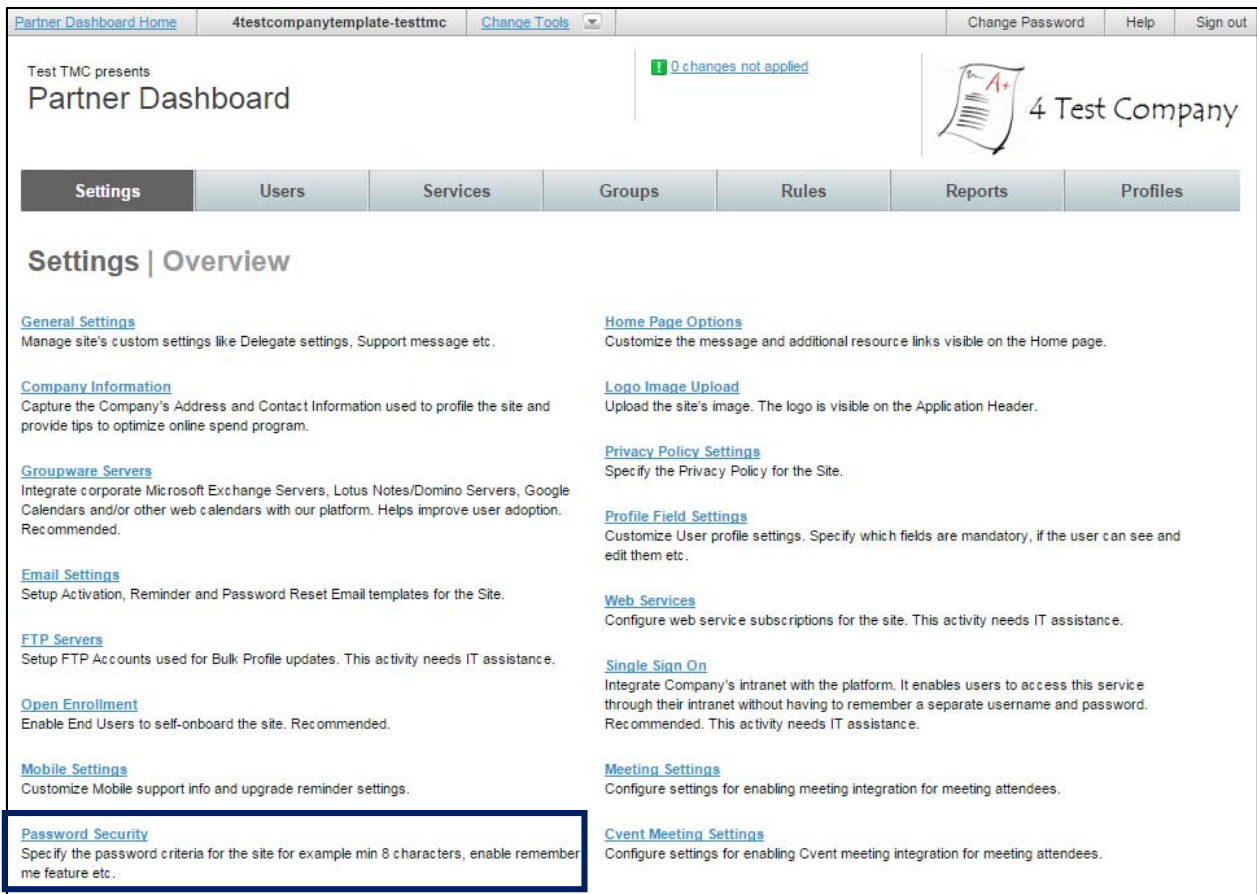 Partner Dashboard Home 4testcompanytemplate-testtmc Change Tools Change Password Help Sign out
Test TMC presents
Partner Dashboard
0 changes not applied
A+
4 Test Company
Settings Users Services Groups Rules Reports Profiles
Settings | Overview
General Settings
Manage site's custom settings like Delegate settings, Support message etc.
Company Information
Capture the Company's Address and Contact Information used to profile the site and
provide tips to optimize online spend program.
Groupware Servers
Integrate corporate Microsoft Exchange Servers, Lotus Notes/Domino Servers, Google
Calendars and/or other web calendars with our platform. Helps improve user adoption.
Recommended.
Email Settings
Setup Activation, Reminder and Password Reset Email templates for the Site.
FTP Servers
Setup FTP Accounts used for Bulk Profile updates. This activity needs IT assistance.
Open Enrollment
Enable End Users to self-onboard the site. Recommended.
Mobile Settings
Customize Mobile support info and upgrade reminder settings.
Password Security
Specify the password criteria for the site for example min 8 characters, enable remember
me feature etc.
Home Page Options
Customize the message and additional resource links visible on the Home page.
Logo Image Upload
Upload the site's image. The logo is visible on the Application Header.
Privacy Policy Settings
Specify the Privacy Policy for the Site.
Profile Field Settings
Customize User profile settings. Specify which fields are mandatory, if the user can see and
edit them etc.
Web Services
Configure web service subscriptions for the site. This activity needs IT assistance.
Single Sign On
Integrate Company's intranet with the platform. It enables users to access this service
through their intranet without having to remember a separate username and password.
Recommended. This activity needs IT assistance.
Meeting Settings
Configure settings for enabling meeting integration for meeting attendees.
Cvent Meeting Settings
Configure settings for enabling Cvent meeting integration for meeting attendees.